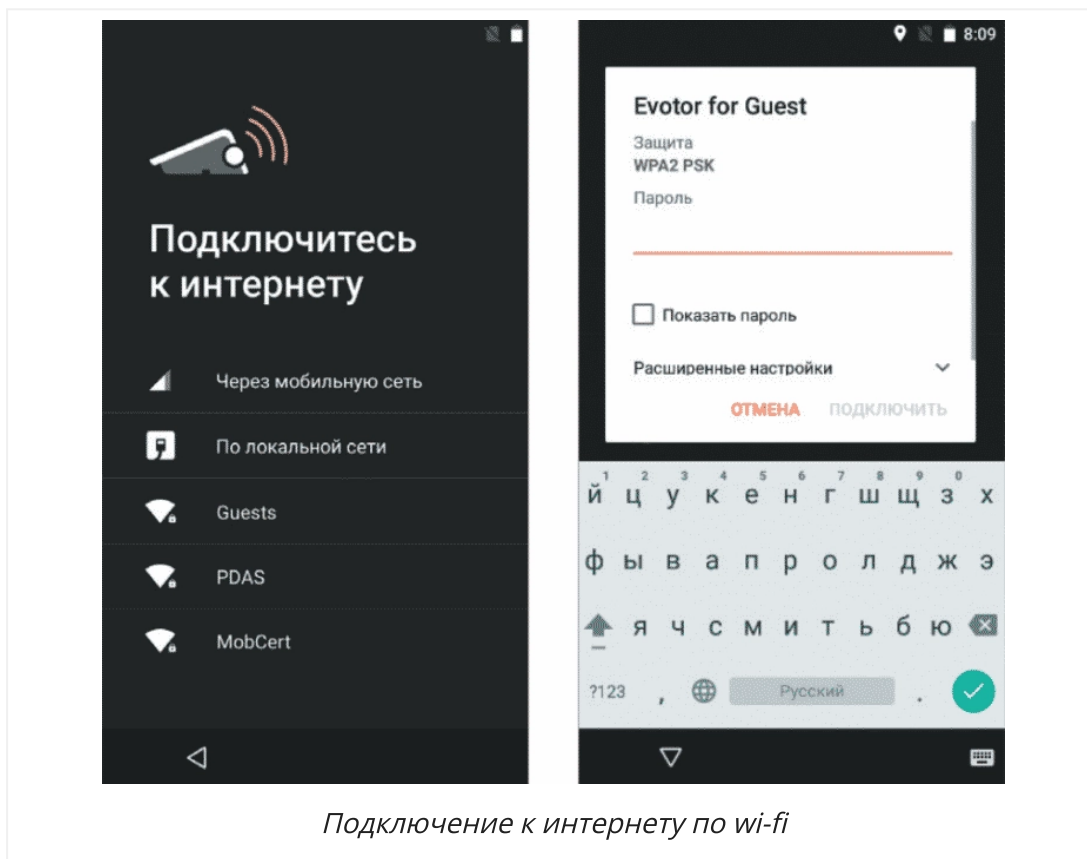 Подключитесь
к интернету
Через мобильную сеть
По локальной сети
Guests
PDAS
MobCert
8:09
Evotor for Guest
Защита
WPA2 PSK
Пароль
Показать пароль
Расширенные настройки
ОТМЕНА ПОДКЛЮЧИТЬ
1 2 3 4 5 6 7 8 9 0
й ц у к е н г ш щ з х
ф ы в а п р о л д ж э
я ч с м и т ь б ю
?123 , Русский .
Подключение к интернету по wi-fi